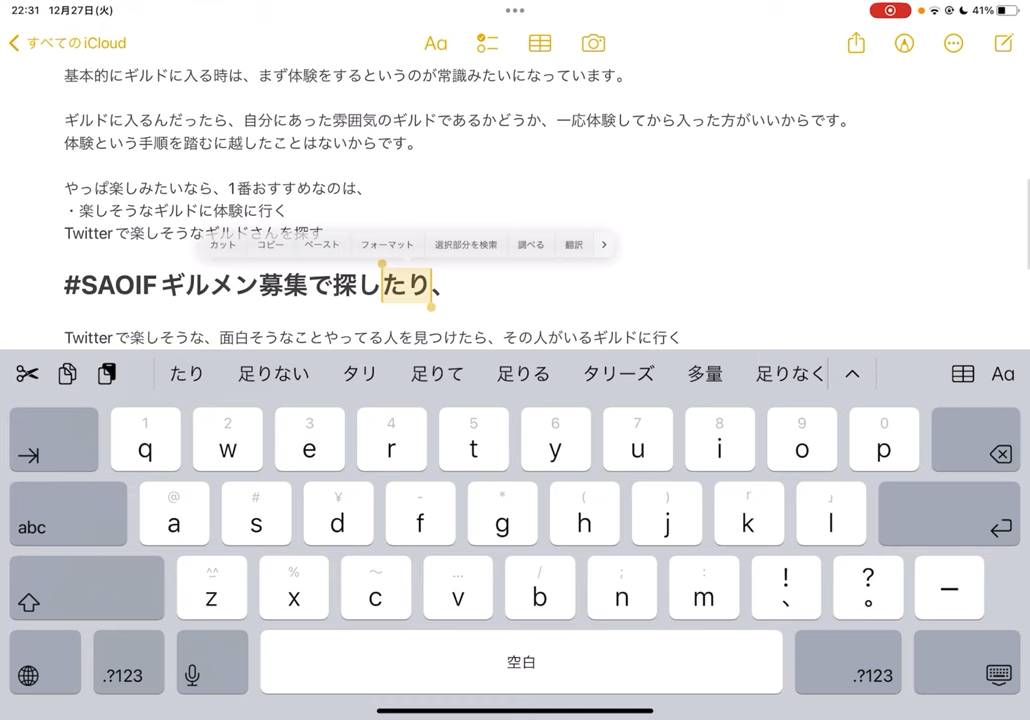 22:31 12月27日(火)
41%
すべてのiCloud
Aa
基本的にギルドに入る時は、まず体験をするというのが常識みたいになっています。
ギルドに入るんだったら、自分にあった雰囲気のギルドであるかどうか、一応体験してから入った方がいいからです。
体験という手順を踏むに越したことはないからです。
やっぱ楽しみたいなら、1番おすすめなのは、
・楽しそうなギルドに体験に行く
Twitterで楽しそうなギルドさんを探す
カット コピー ペースト フォーマット 選択部分を検索 調べる 翻訳
#SAOIFギルメン募集で探したり、
Twitterで楽しそうな、面白そうなことやってる人を見つけたら、その人がいるギルドに行く
たり 足りない タリ 足りて 足りる タリーズ 多量 足りなく Aa
1 2 3 4 5 6 7 8 9 0
q w e r t y u i o p
@ # ¥ - * ( ) 「 」
abc a s d f g h j k l
^^ % 〜 … / ; : ! ?
z x c v b n m 、 。 ー
.?123 空白 .?123